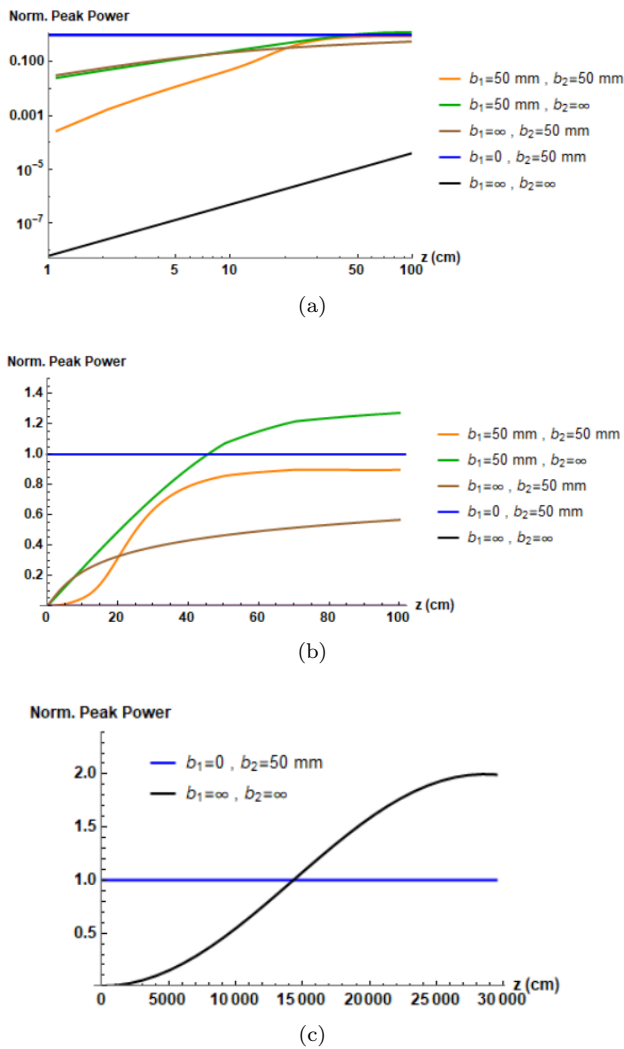 Norm. Peak Power
0.100
0.001
10⁻⁵
10⁻⁷
1 5 10 50 100
z (cm)
b₁=50 mm , b₂=50 mm
b₁=50 mm , b₂=∞
b₁=∞ , b₂=50 mm
b₁=0 , b₂=50 mm
b₁=∞ , b₂=∞
(a)
Norm. Peak Power
1.4
1.2
1.0
0.8
0.6
0.4
0.2
0 20 40 60 80 100
z (cm)
b₁=50 mm , b₂=50 mm
b₁=50 mm , b₂=∞
b₁=∞ , b₂=50 mm
b₁=0 , b₂=50 mm
b₁=∞ , b₂=∞
(b)
Norm. Peak Power
b₁=0 , b₂=50 mm
b₁=∞ , b₂=∞
2.0
1.5
1.0
0.5
0 5000 10 000 15 000 20 000 25 000 30 000
z (cm)
(c)